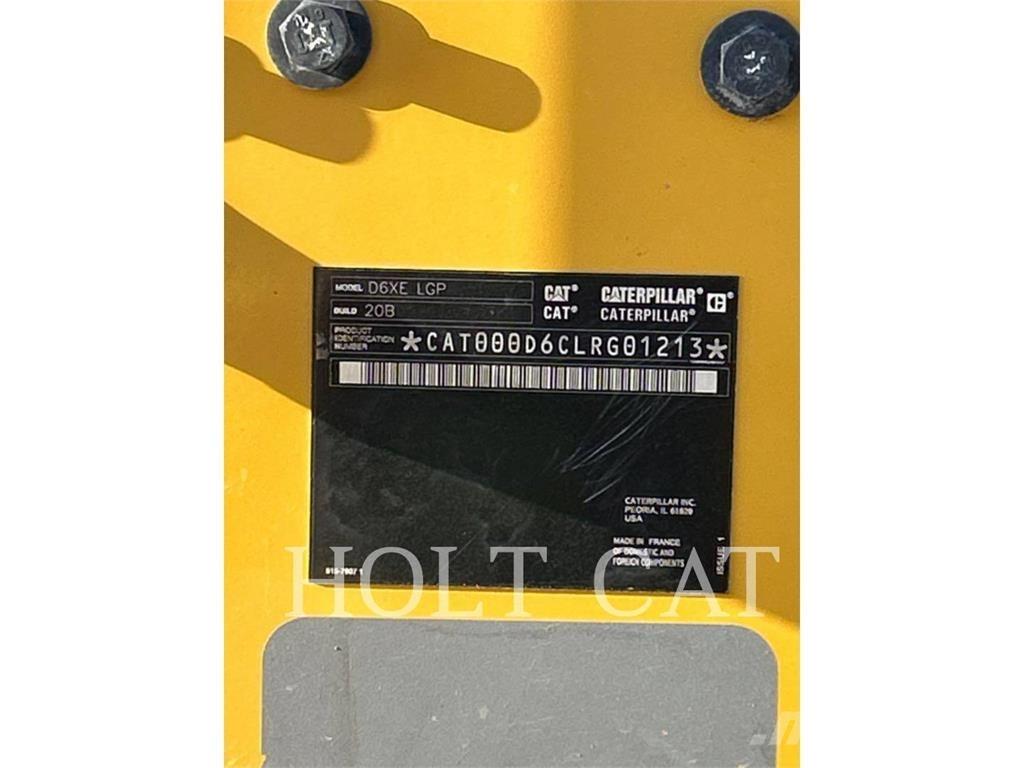 MODEL D6XE LGP
BUILD 20B
CAT® CATERPILLAR®
CAT® CATERPILLAR®
PRODUCT
IDENTIFICATION
NUMBER
*CAT000D6CLRG01213*
CATERPILLAR INC.
PEORIA, IL 61629
USA
MADE IN FRANCE
OF DOMESTIC AND
FOREIGN COMPONENTS
ISSUE 1
HOLT CAT